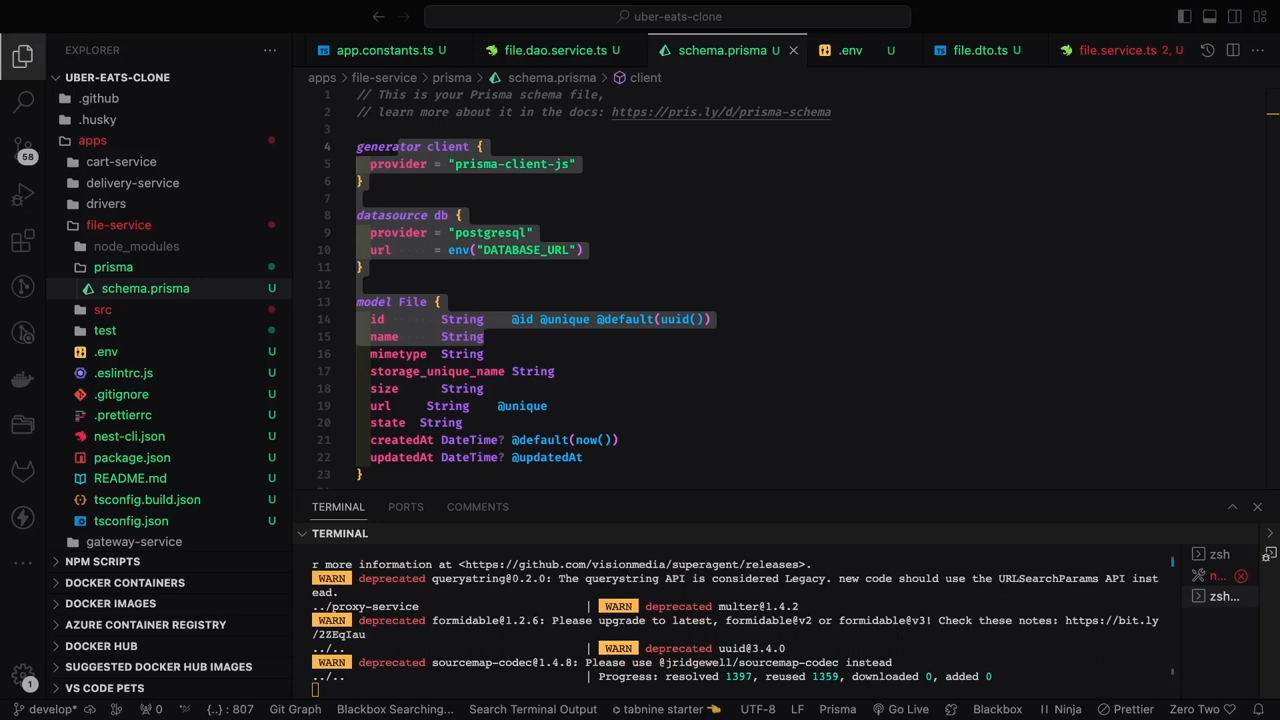 uber-eats-clone
EXPLORER
app.constants.ts U
file.dao.service.ts U
schema.prisma U
.env U
file.dto.ts U
file.service.ts 2, U
UBER-EATS-CLONE
apps > file-service > prisma > schema.prisma > client
.github
.husky
apps
cart-service
delivery-service
drivers
file-service
node_modules
prisma
schema.prisma U
src
test
.env U
.eslintrc.js U
.gitignore U
.prettierrc U
nest-cli.json U
package.json U
README.md U
tsconfig.build.json U
tsconfig.json U
gateway-service
NPM SCRIPTS
DOCKER CONTAINERS
DOCKER IMAGES
AZURE CONTAINER REGISTRY
DOCKER HUB
SUGGESTED DOCKER HUB IMAGES
VS CODE PETS
58
1
1 // This is your Prisma schema file,
2 // learn more about it in the docs: https://pris.ly/d/prisma-schema
3
4 generator client {
5 provider = "prisma-client-js"
6 }
7
8 datasource db {
9 provider = "postgresql"
10 url = env("DATABASE_URL")
11 }
12
13 model File {
14 id String @id @unique @default(uuid())
15 name String
16 mimetype String
17 storage_unique_name String
18 size String
19 url String @unique
20 state String
21 createdAt DateTime? @default(now())
22 updatedAt DateTime? @updatedAt
23 }
TERMINAL PORTS COMMENTS
TERMINAL
r more information at <https://github.com/visionmedia/superagent/releases>.
WARN deprecated querystring@0.2.0: The querystring API is considered Legacy. new code should use the URLSearchParams API inst
ead.
../proxy-service | WARN deprecated multer@1.4.2
WARN deprecated formidable@1.2.6: Please upgrade to latest, formidable@v2 or formidable@v3! Check these notes: https://bit.ly
/2ZEqIau
../.. | WARN deprecated uuid@3.4.0
WARN deprecated sourcemap-codec@1.4.8: Please use @jridgewell/sourcemap-codec instead
../.. | Progress: resolved 1397, reused 1359, downloaded 0, added 0
zsh
n...
zsh...
develop* 0 {..} : 807 Git Graph Blackbox Searching... Search Terminal Output tabnine starter UTF-8 LF Prisma Go Live Blackbox Ninja Prettier Zero Two